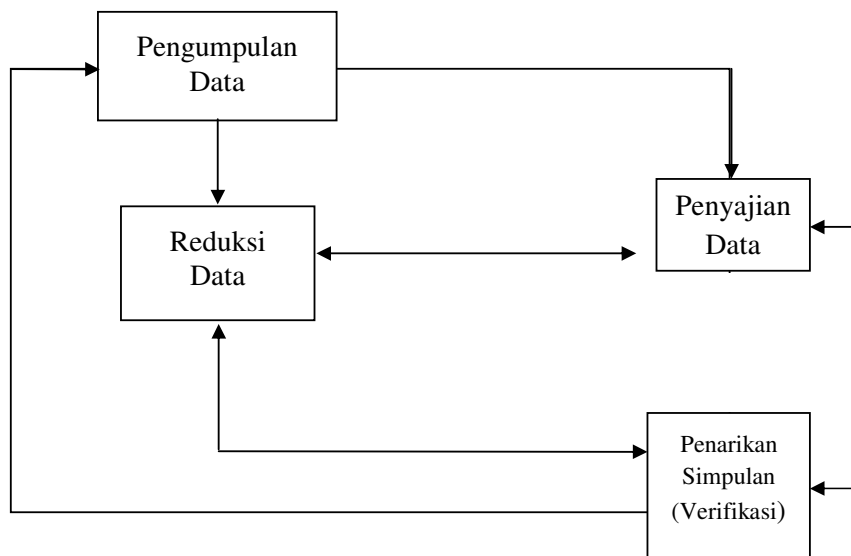 Pengumpulan
Data
Reduksi
Data
Penyajian
Data
Penarikan
Simpulan
(Verifikasi)